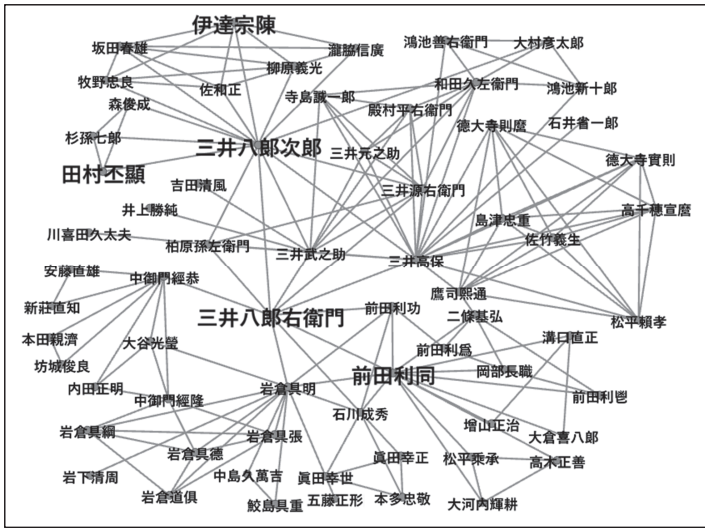 伊達宗陳
坂田春雄
瀧脇信廣
鴻池善右衞門
大村彦太郎
柳原義光
牧野忠良
佐和正
寺島誠一郎
和田久左衞門
鴻池新十郎
森俊成
殿村平右衞門
杉孫七郎
三井八郎次郎
三井元之助
德大寺則麿
石井省一郎
田村丕顯
吉田清風
三井源右衞門
德大寺實則
井上勝純
島津忠重
高千穂宣麿
川喜田久太夫
柏原孫左衞門
三井武之助
三井高保
佐竹義生
安藤直雄
中御門經恭
鷹司熙通
新莊直知
三井八郎右衞門
前田利功
二條基弘
松平賴孝
本田親濟
大谷光瑩
前田利爲
溝口直正
坊城俊良
前田利同
岡部長職
内田正明
中御門經隆
岩倉具明
前田利鬯
石川成秀
岩倉具綱
岩倉具張
增山正治
大倉喜八郎
岩倉具德
岩下清周
中島久萬吉
眞田幸世
眞田幸正
松平乘承
高木正善
岩倉道俱
鮫島具重
五藤正形
本多忠敬
大河内輝耕